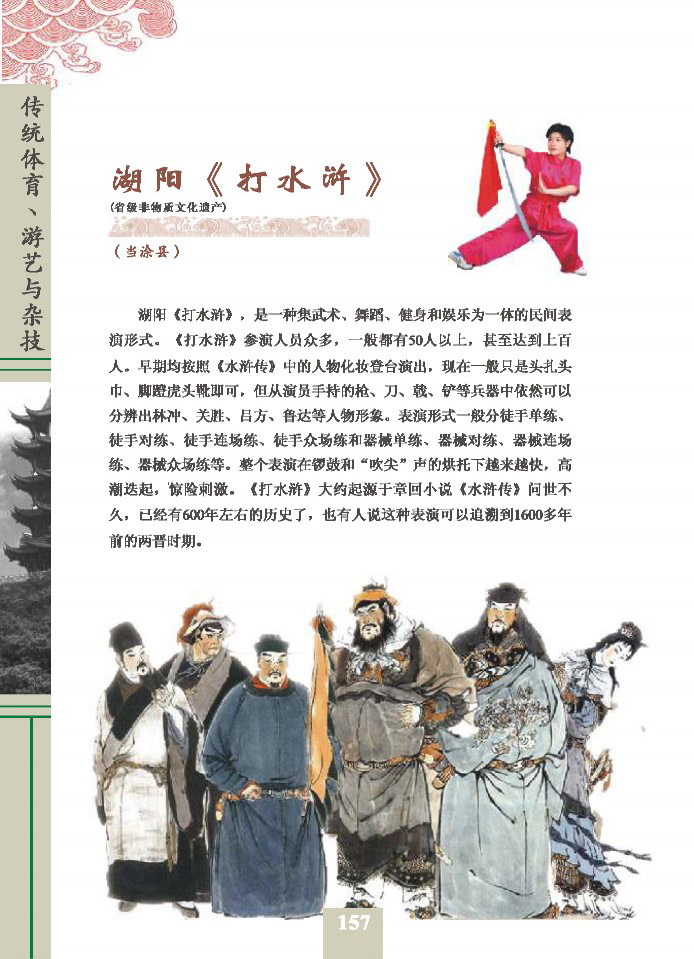 传统体育、游艺与杂技
湖阳《打水浒》
(省级非物质文化遗产)
（当涂县）
湖阳《打水浒》，是一种集武术、舞蹈、健身和娱乐为一体的民间表
演形式。《打水浒》参演人员众多，一般都有50人以上，甚至达到上百
人。早期均按照《水浒传》中的人物化妆登台演出，现在一般只是头扎头
巾、脚蹬虎头靴即可，但从演员手持的枪、刀、戟、铲等兵器中依然可以
分辨出林冲、关胜、吕方、鲁达等人物形象。表演形式一般分徒手单练、
徒手对练、徒手连场练、徒手众场练和器械单练、器械对练、器械连场
练、器械众场练等。整个表演在锣鼓和“吹尖”声的烘托下越来越快，高
潮迭起，惊险刺激。《打水浒》大约起源于章回小说《水浒传》问世不
久，已经有600年左右的历史了，也有人说这种表演可以追溯到1600多年
前的两晋时期。
157